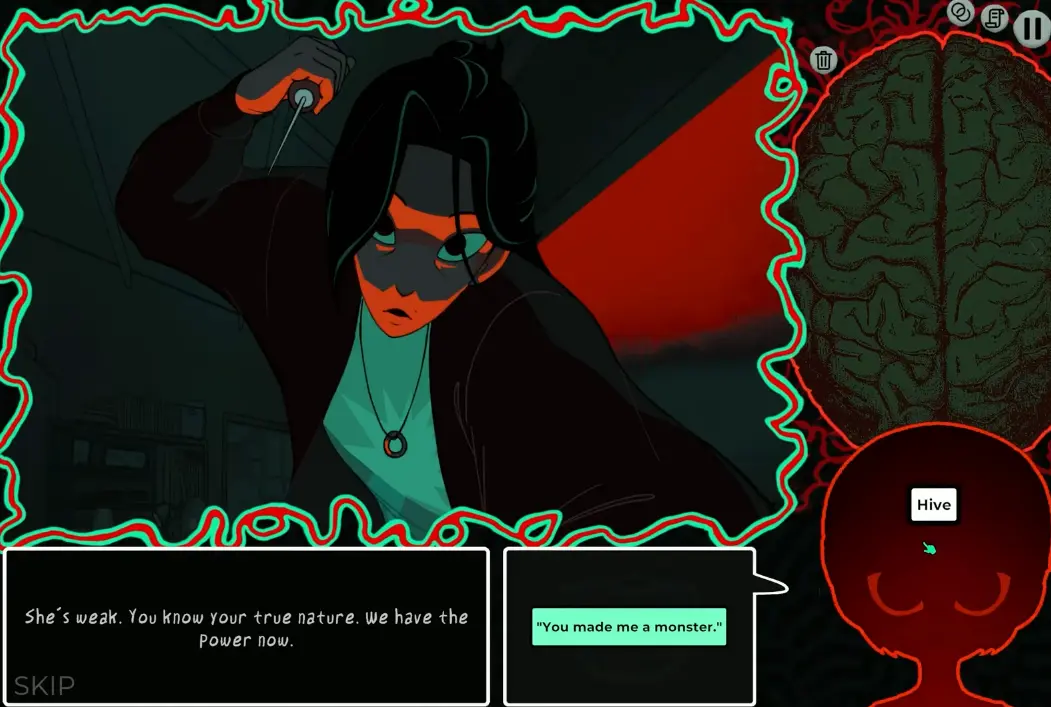 She's weak. You know your true nature. We have the
Power now.
SKIP
"You made me a monster."
Hive